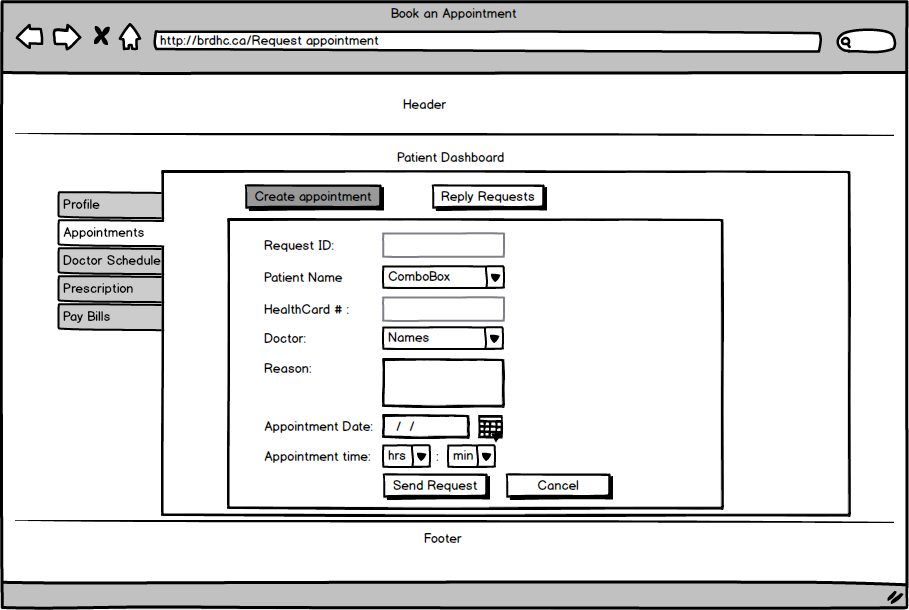 Book an Appointment
http://brdhc.ca/Request appointment
Header
Patient Dashboard
Profile
Appointments
Doctor Schedule
Prescription
Pay Bills
Create appointment
Reply Requests
Request ID:
Patient Name
ComboBox
HealthCard # :
Doctor:
Names
Reason:
Appointment Date:
/ /
Appointment time:
hrs : min
Send Request
Cancel
Footer